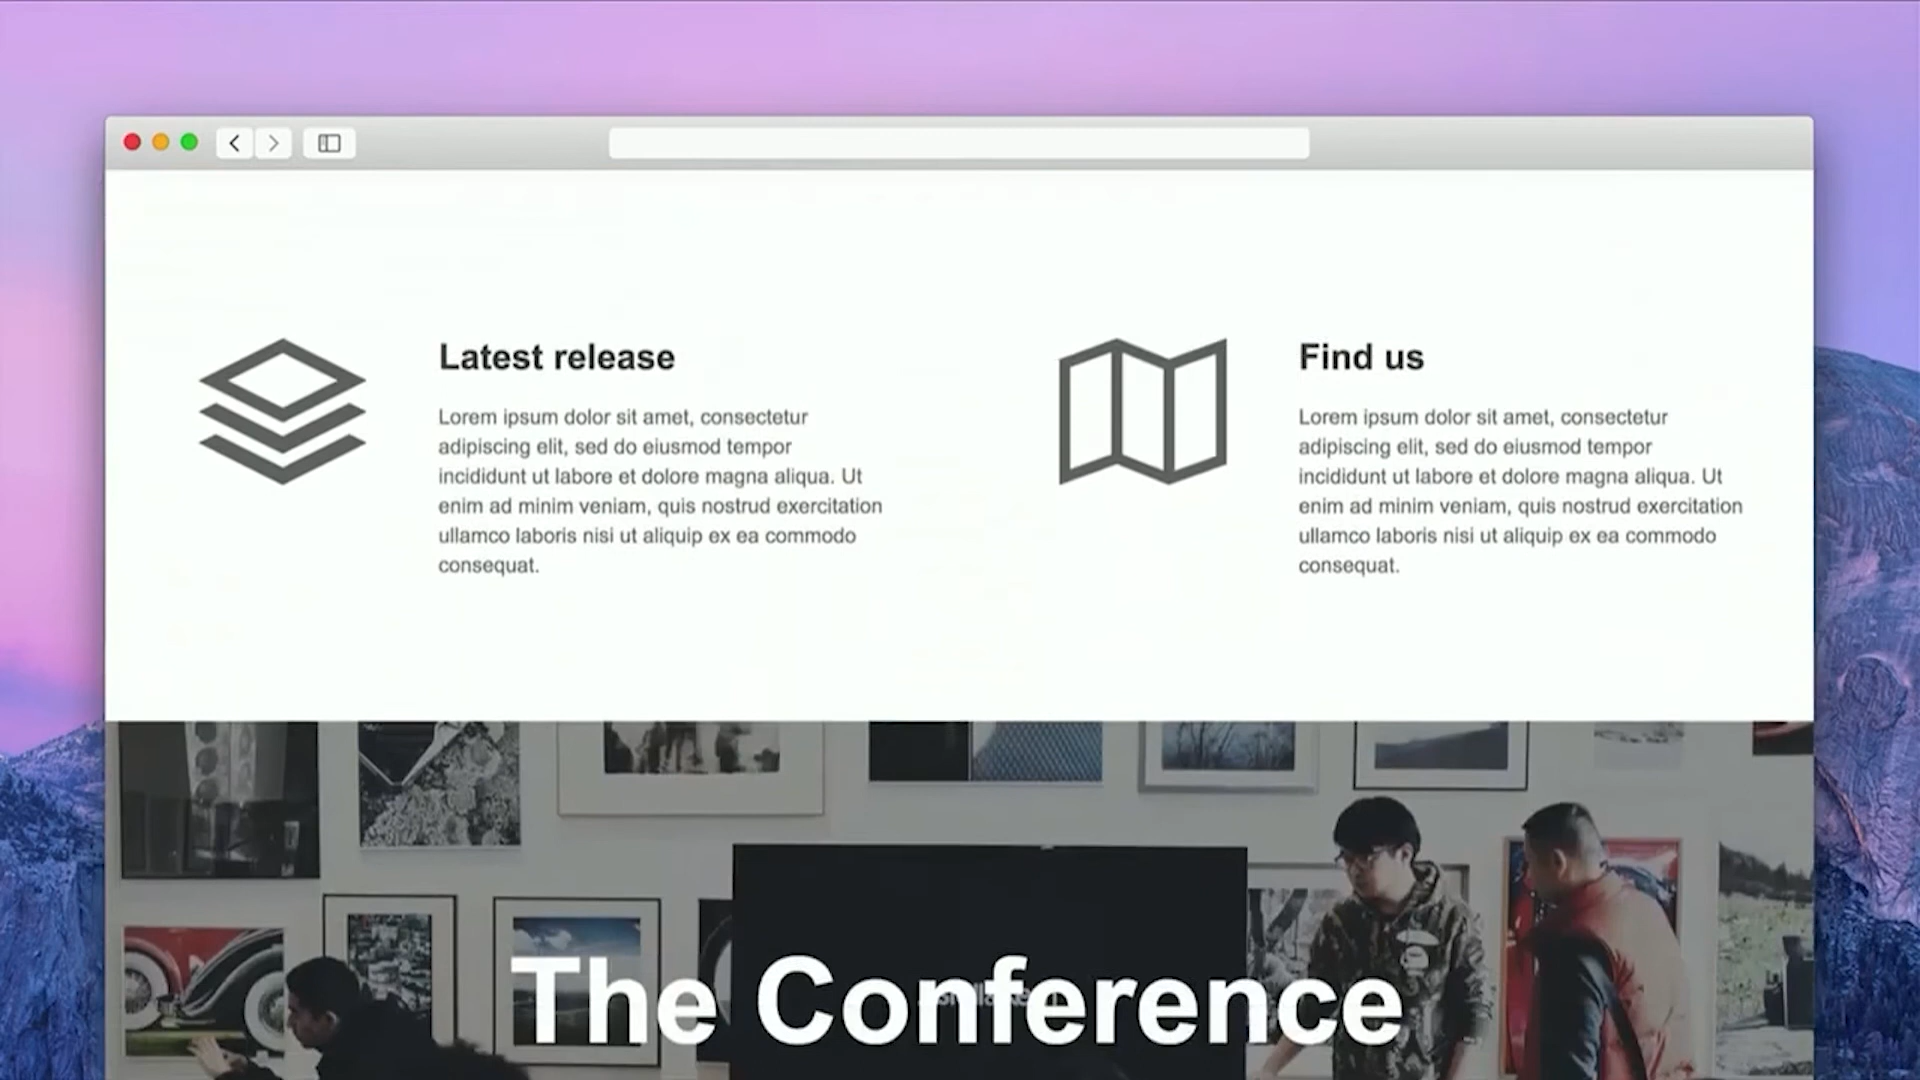 Latest release
Lorem ipsum dolor sit amet, consectetur
adipiscing elit, sed do eiusmod tempor
incididunt ut labore et dolore magna aliqua. Ut
enim ad minim veniam, quis nostrud exercitation
ullamco laboris nisi ut aliquip ex ea commodo
consequat.
Find us
Lorem ipsum dolor sit amet, consectetur
adipiscing elit, sed do eiusmod tempor
incididunt ut labore et dolore magna aliqua. Ut
enim ad minim veniam, quis nostrud exercitation
ullamco laboris nisi ut aliquip ex ea commodo
consequat.
The Conference